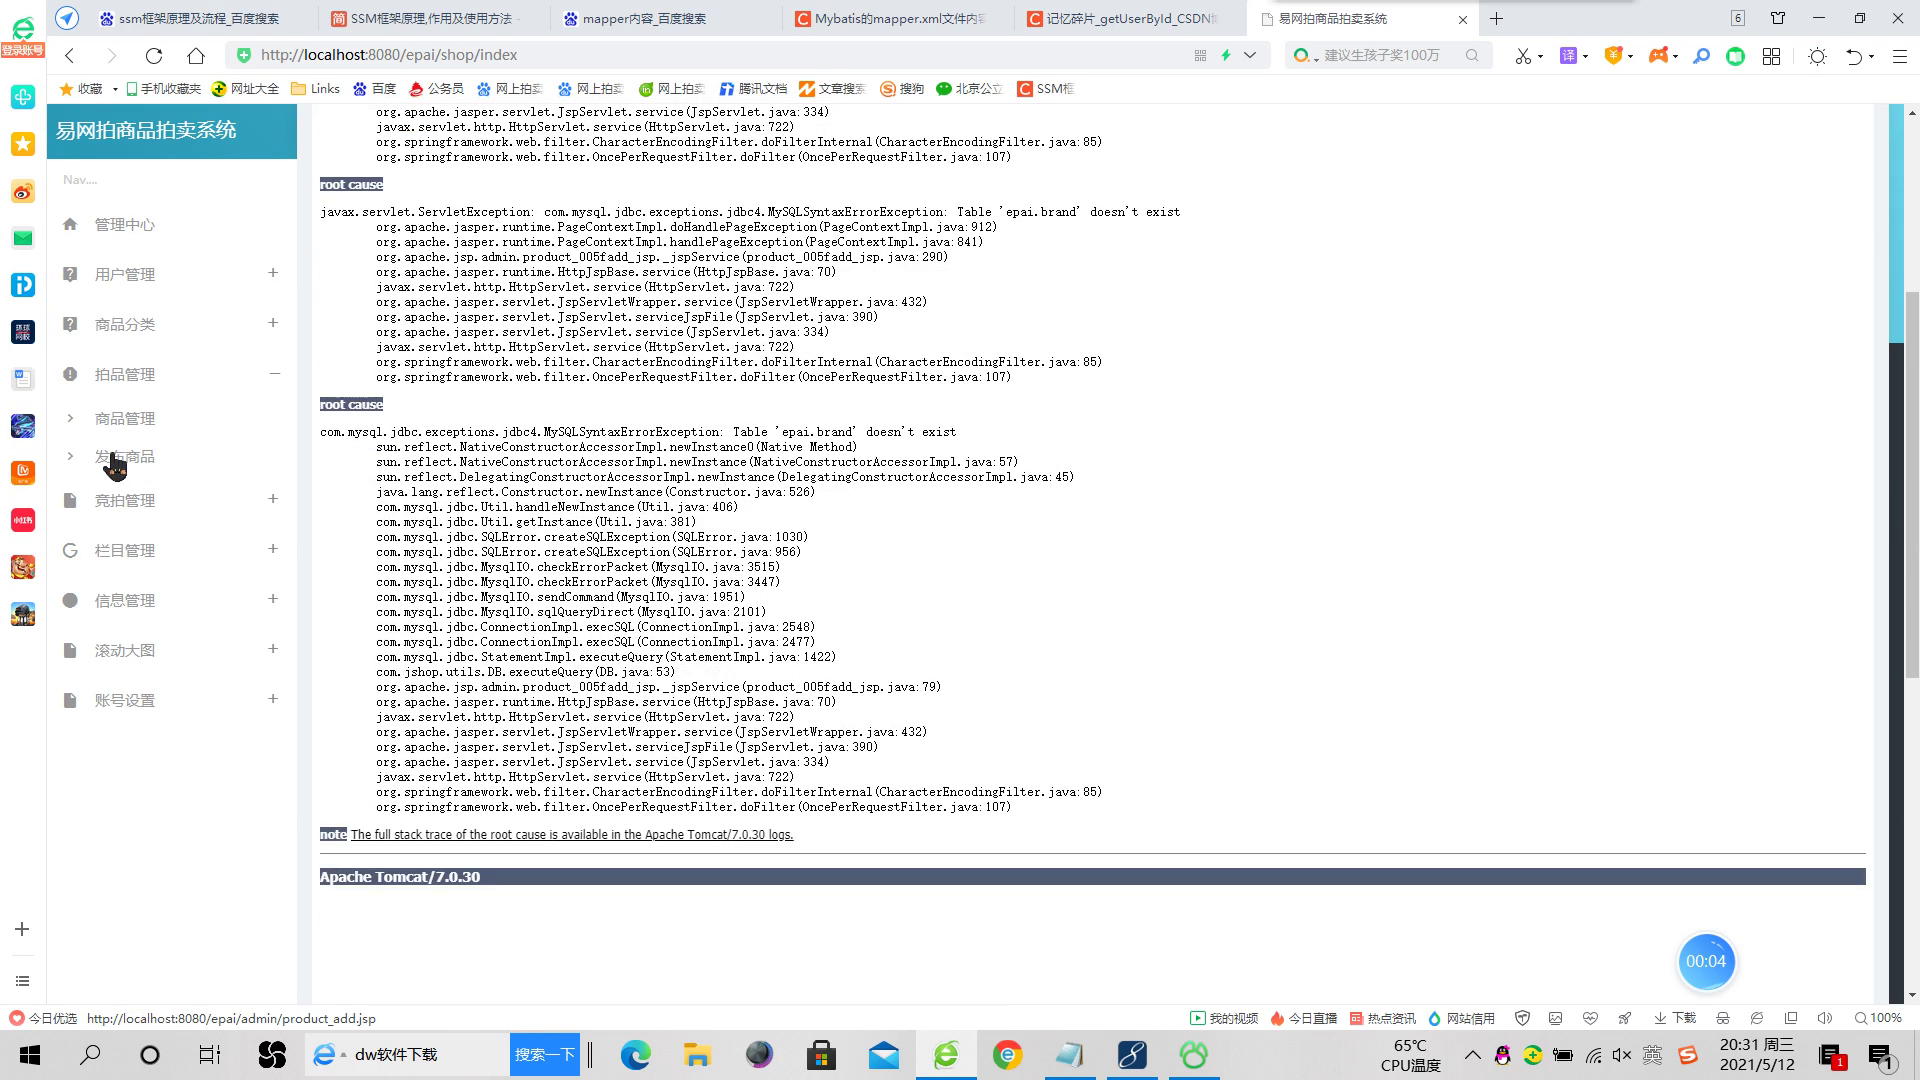 ssm框架原理及流程_百度搜索
SSM框架原理,作用及使用方法
mapper内容_百度搜索
Mybatis的mapper.xml文件内容
记忆碎片_getUserById_CSDN
易网拍商品拍卖系统
6
登录账号
http://localhost:8080/epai/shop/index
建议生孩子奖100万
收藏
手机收藏夹
网址大全
Links
百度
公务员
网上拍卖
网上拍卖
网上拍卖
腾讯文档
文章搜索
搜狗
北京公立
SSM框
易网拍商品拍卖系统
Nav....
管理中心
用户管理
商品分类
拍品管理
商品管理
发布商品
竞拍管理
栏目管理
信息管理
滚动大图
账号设置
org.apache.jasper.servlet.JspServlet.service(JspServlet.java:334)
javax.servlet.http.HttpServlet.service(HttpServlet.java:722)
org.springframework.web.filter.CharacterEncodingFilter.doFilterInternal(CharacterEncodingFilter.java:85)
org.springframework.web.filter.OncePerRequestFilter.doFilter(OncePerRequestFilter.java:107)
root cause
javax.servlet.ServletException: com.mysql.jdbc.exceptions.jdbc4.MySQLSyntaxErrorException: Table 'epai.brand' doesn't exist
org.apache.jasper.runtime.PageContextImpl.doHandlePageException(PageContextImpl.java:912)
org.apache.jasper.runtime.PageContextImpl.handlePageException(PageContextImpl.java:841)
org.apache.jsp.admin.product_005fadd_jsp._jspService(product_005fadd_jsp.java:290)
org.apache.jasper.runtime.HttpJspBase.service(HttpJspBase.java:70)
javax.servlet.http.HttpServlet.service(HttpServlet.java:722)
org.apache.jasper.servlet.JspServletWrapper.service(JspServletWrapper.java:432)
org.apache.jasper.servlet.JspServlet.serviceJspFile(JspServlet.java:390)
org.apache.jasper.servlet.JspServlet.service(JspServlet.java:334)
javax.servlet.http.HttpServlet.service(HttpServlet.java:722)
org.springframework.web.filter.CharacterEncodingFilter.doFilterInternal(CharacterEncodingFilter.java:85)
org.springframework.web.filter.OncePerRequestFilter.doFilter(OncePerRequestFilter.java:107)
root cause
com.mysql.jdbc.exceptions.jdbc4.MySQLSyntaxErrorException: Table 'epai.brand' doesn't exist
sun.reflect.NativeConstructorAccessorImpl.newInstance0(Native Method)
sun.reflect.NativeConstructorAccessorImpl.newInstance(NativeConstructorAccessorImpl.java:57)
sun.reflect.DelegatingConstructorAccessorImpl.newInstance(DelegatingConstructorAccessorImpl.java:45)
java.lang.reflect.Constructor.newInstance(Constructor.java:526)
com.mysql.jdbc.Util.handleNewInstance(Util.java:406)
com.mysql.jdbc.Util.getInstance(Util.java:381)
com.mysql.jdbc.SQLError.createSQLException(SQLError.java:1030)
com.mysql.jdbc.SQLError.createSQLException(SQLError.java:956)
com.mysql.jdbc.MysqlIO.checkErrorPacket(MysqlIO.java:3515)
com.mysql.jdbc.MysqlIO.checkErrorPacket(MysqlIO.java:3447)
com.mysql.jdbc.MysqlIO.sendCommand(MysqlIO.java:1951)
com.mysql.jdbc.MysqlIO.sqlQueryDirect(MysqlIO.java:2101)
com.mysql.jdbc.ConnectionImpl.execSQL(ConnectionImpl.java:2548)
com.mysql.jdbc.ConnectionImpl.execSQL(ConnectionImpl.java:2477)
com.mysql.jdbc.StatementImpl.executeQuery(StatementImpl.java:1422)
com.jshop.utils.DB.executeQuery(DB.java:53)
org.apache.jsp.admin.product_005fadd_jsp._jspService(product_005fadd_jsp.java:79)
org.apache.jasper.runtime.HttpJspBase.service(HttpJspBase.java:70)
javax.servlet.http.HttpServlet.service(HttpServlet.java:722)
org.apache.jasper.servlet.JspServletWrapper.service(JspServletWrapper.java:432)
org.apache.jasper.servlet.JspServlet.serviceJspFile(JspServlet.java:390)
org.apache.jasper.servlet.JspServlet.service(JspServlet.java:334)
javax.servlet.http.HttpServlet.service(HttpServlet.java:722)
org.springframework.web.filter.CharacterEncodingFilter.doFilterInternal(CharacterEncodingFilter.java:85)
org.springframework.web.filter.OncePerRequestFilter.doFilter(OncePerRequestFilter.java:107)
note The full stack trace of the root cause is available in the Apache Tomcat/7.0.30 logs.
Apache Tomcat/7.0.30
00:04
今日优选
http://localhost:8080/epai/admin/product_add.jsp
我的视频
今日直播
热点资讯
网站信用
下载
100%
dw软件下载
搜索一下
65℃
CPU温度
英
20:31 周三
2021/5/12
1
1